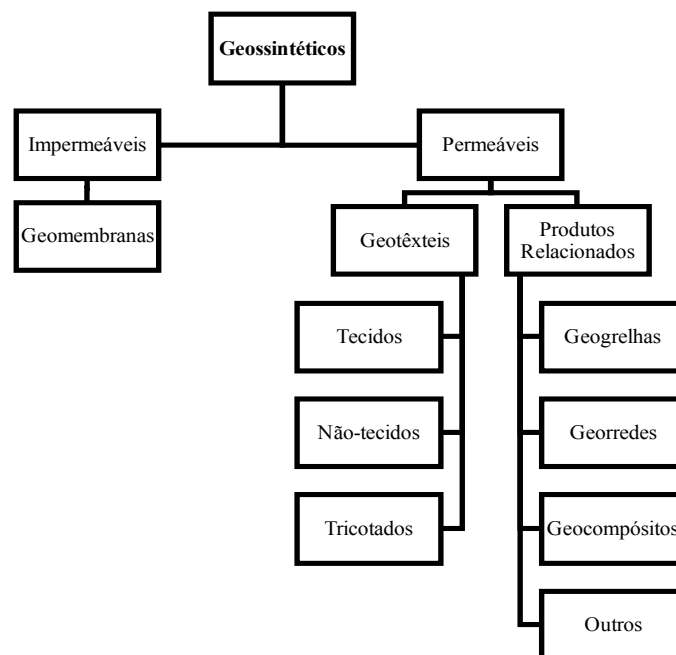 Geossintéticos
Impermeáveis
Permeáveis
Geomembranas
Geotêxteis
Produtos
Relacionados
Tecidos
Geogrelhas
Não-tecidos
Georredes
Tricotados
Geocompósitos
Outros